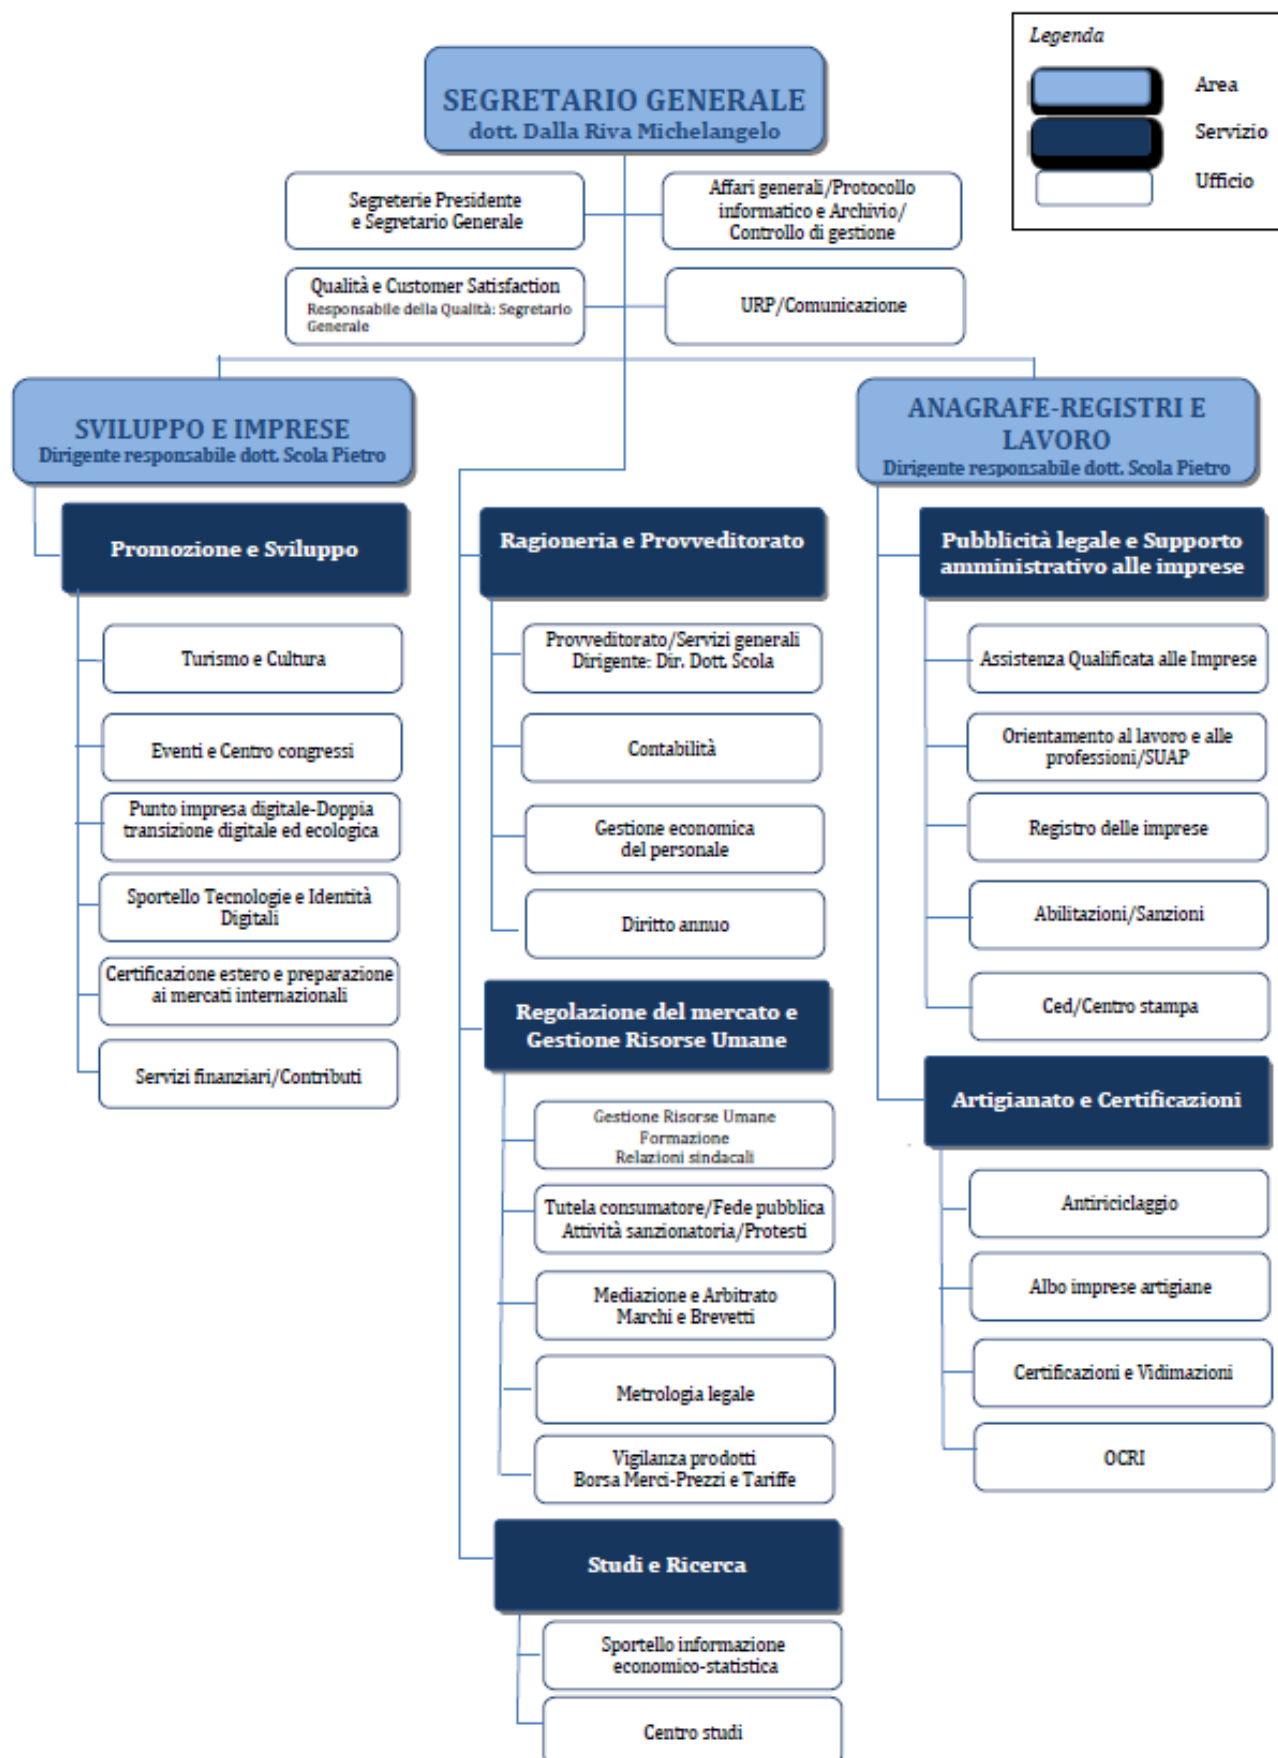 Legenda
Area
Servizio
Ufficio
SEGRETARIO GENERALE
dott. Dalla Riva Michelangelo
Segreterie Presidente
e Segretario Generale
Affari generali/Protocollo
informatico e Archivio/
Controllo di gestione
Qualità e Customer Satisfaction
Responsabile della Qualità: Segretario
Generale
URP/Comunicazione
SVILUPPO E IMPRESE
Dirigente responsabile dott. Scola Pietro
Promozione e Sviluppo
Turismo e Cultura
Eventi e Centro congressi
Punto impresa digitale-Doppia
transizione digitale ed ecologica
Sportello Tecnologie e Identità
Digitali
Certificazione estero e preparazione
ai mercati internazionali
Servizi finanziari/Contributi
Ragioneria e Provveditorato
Provveditorato/Servizi generali
Dirigente: Dir. Dott. Scola
Contabilità
Gestione economica
del personale
Diritto annuo
Regolazione del mercato e
Gestione Risorse Umane
Gestione Risorse Umane
Formazione
Relazioni sindacali
Tutela consumatore/Fede pubblica
Attività sanzionatoria/Protesti
Mediazione e Arbitrato
Marchi e Brevetti
Metrologia legale
Vigilanza prodotti
Borsa Merci-Prezzi e Tariffe
Studi e Ricerca
Sportello informazione
economico-statistica
Centro studi
ANAGRAFE-REGISTRI E
LAVORO
Dirigente responsabile dott. Scola Pietro
Pubblicità legale e Supporto
amministrativo alle imprese
Assistenza Qualificata alle Imprese
Orientamento al lavoro e alle
professioni/SUAP
Registro delle imprese
Abilitazioni/Sanzioni
Ced/Centro stampa
Artigianato e Certificazioni
Antiriciclaggio
Albo imprese artigiane
Certificazioni e Vidimazioni
OCRI